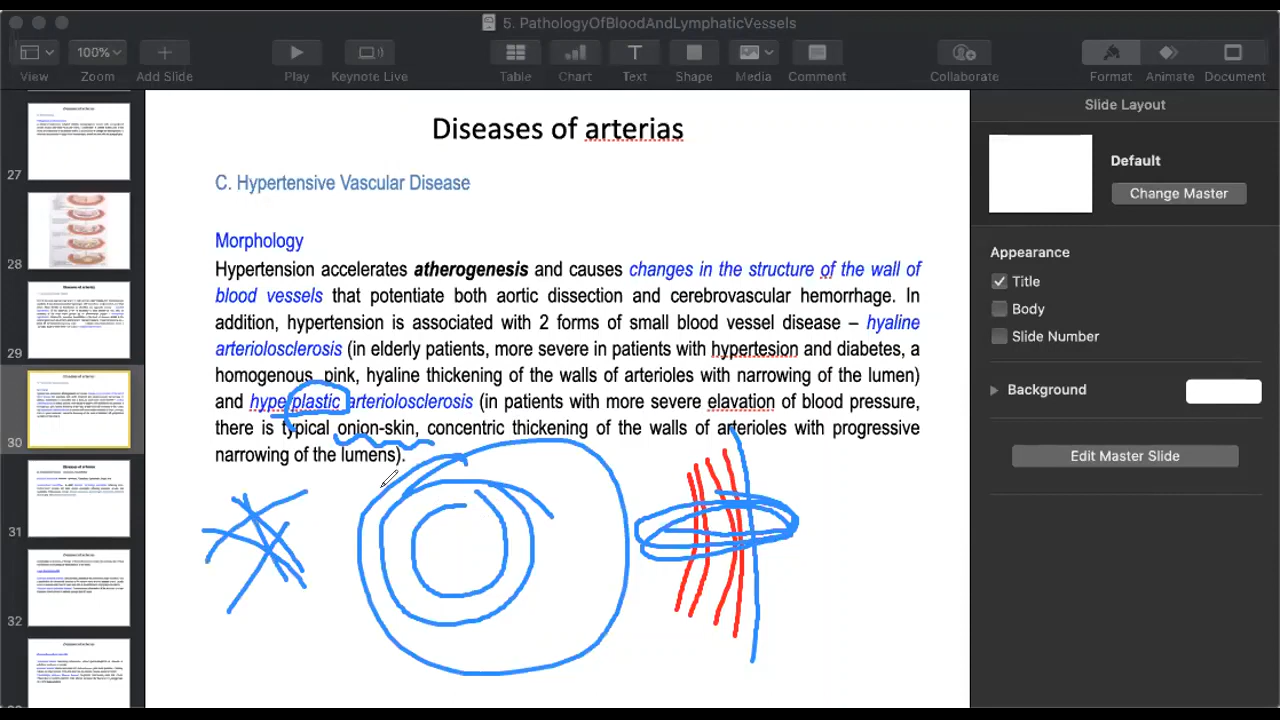 5. PathologyOfBloodAndLymphaticVessels
100%
View Zoom Add Slide Play Keynote Live Table Chart Text Shape Media Comment Collaborate Format Animate Document
Slide Layout
Default
Change Master
Appearance
Title
Body
Slide Number
Background
Edit Master Slide
27
28
29
30
31
32
Diseases of arterias
C. Hypertensive Vascular Disease
Morphology
Hypertension accelerates atherogenesis and causes changes in the structure of the wall of
blood vessels that potentiate both aortic dissection and cerebrovascular hemorrhage. In
addition, hypertension is associated with 2 forms of small blood vessel disease – hyaline
arteriolosclerosis (in elderly patients, more severe in patients with hypertesion and diabetes, a
homogenous, pink, hyaline thickening of the walls of arterioles with narrowing of the lumen)
and hyperplastic arteriolosclerosis (in patients with more severe elavation of blood pressure,
there is typical onion-skin, concentric thickening of the walls of arterioles with progressive
narrowing of the lumens).